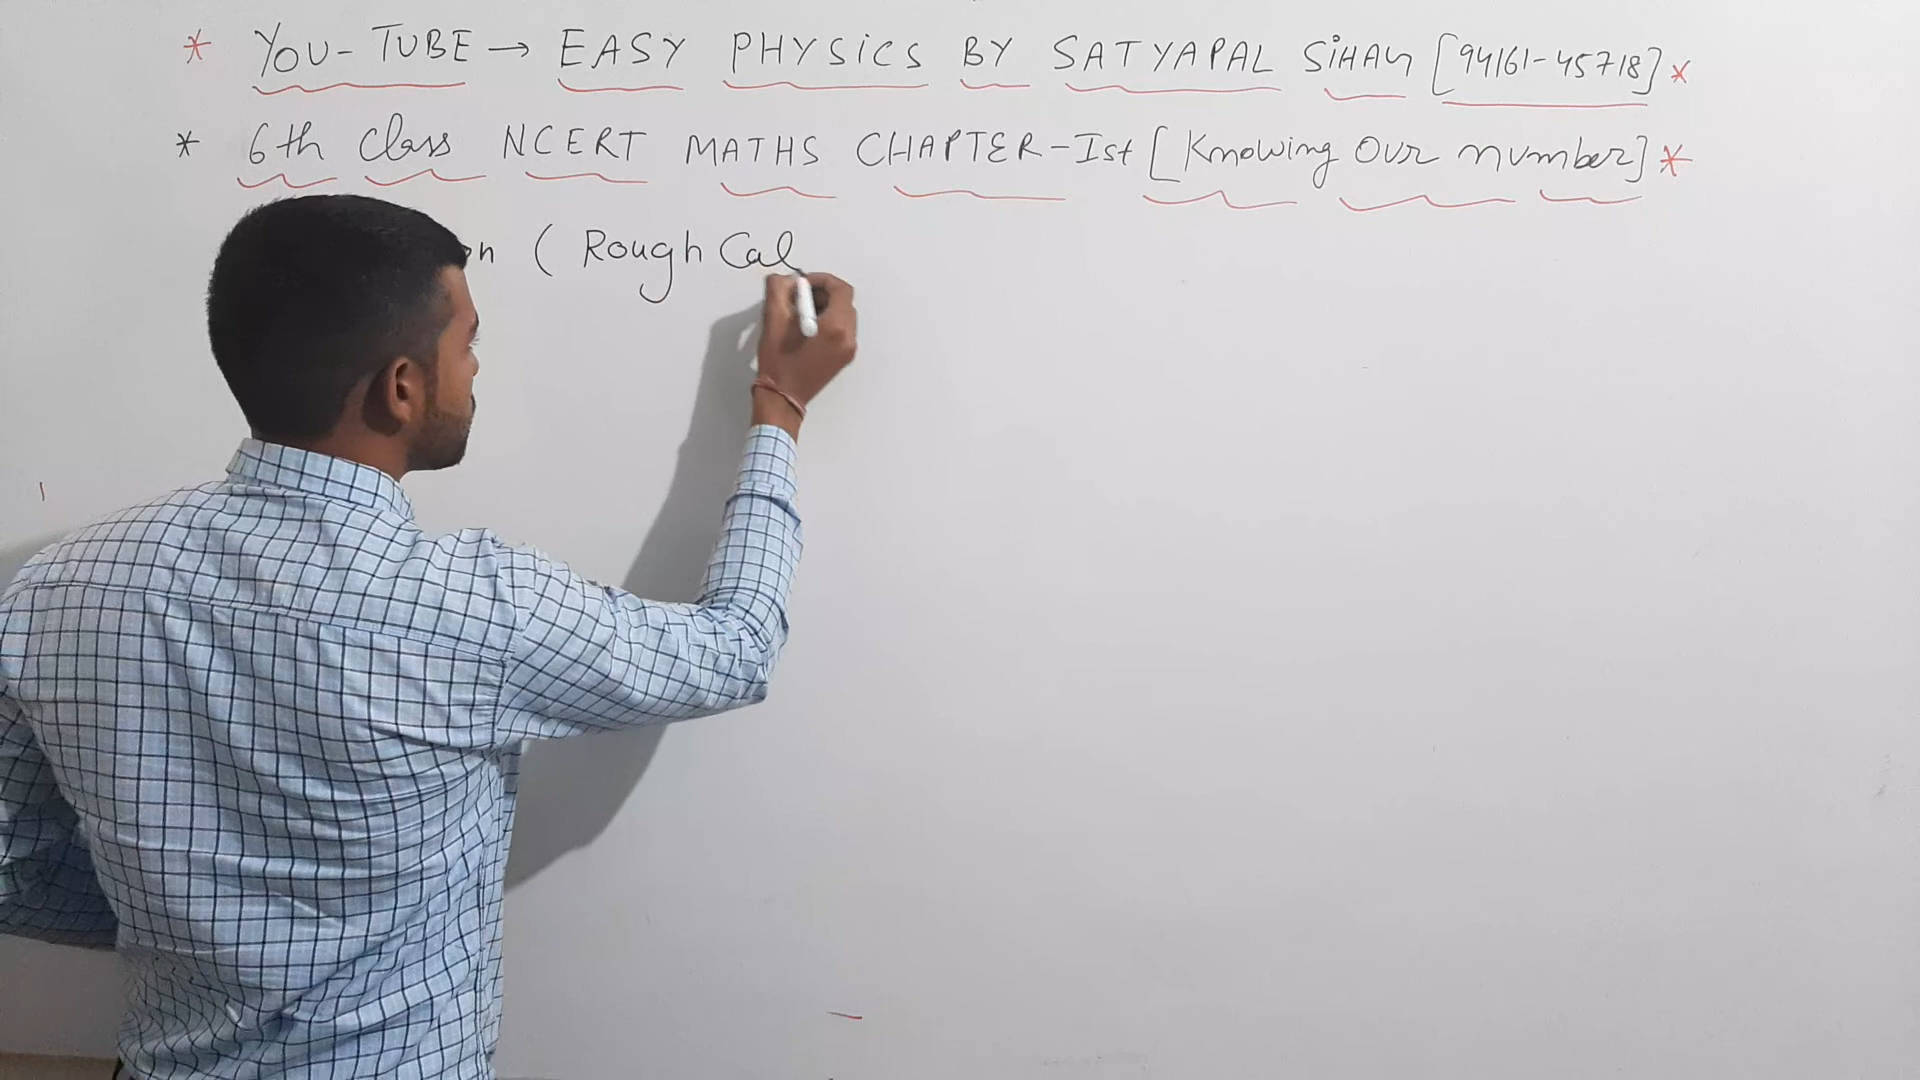 * YOU-TUBE → EASY PHYSICS BY SATYAPAL SIHAG [94161-45718] *
* 6th Class NCERT MATHS CHAPTER-Ist [Knowing Our number] *
on ( Rough Cal